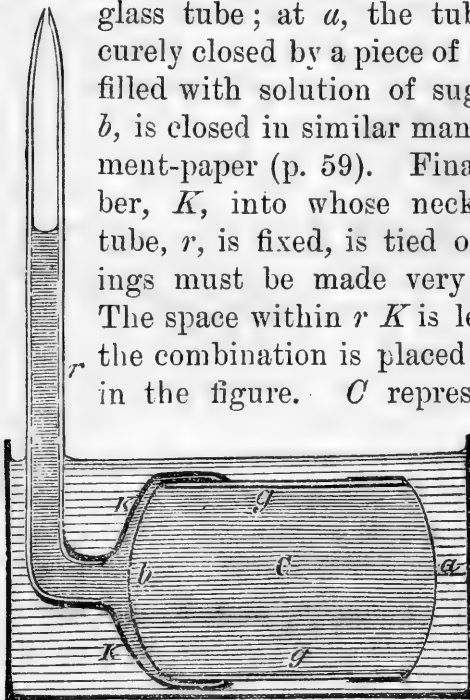 glass tube ; at a, the tub
curely closed by a piece of
filled with solution of sug
b, is closed in similar man
ment-paper (p. 59). Fina
ber, K, into whose neck
tube, r, is fixed, is tied o
ings must be made very
The space within r K is le
r
the combination is placed
in the figure. C repres
K
g
b
C
a
K
g